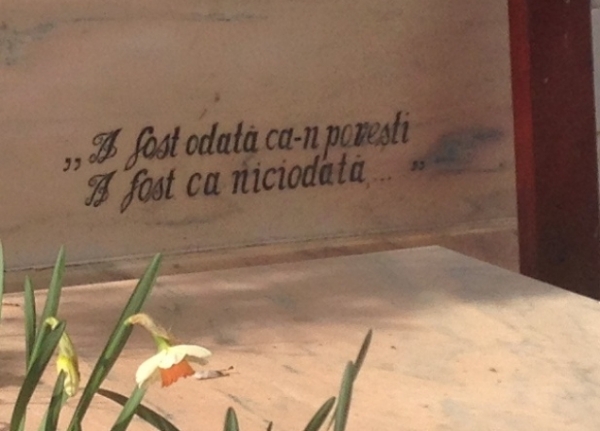 „A fost odată ca-n povești
A fost ca niciodată... "